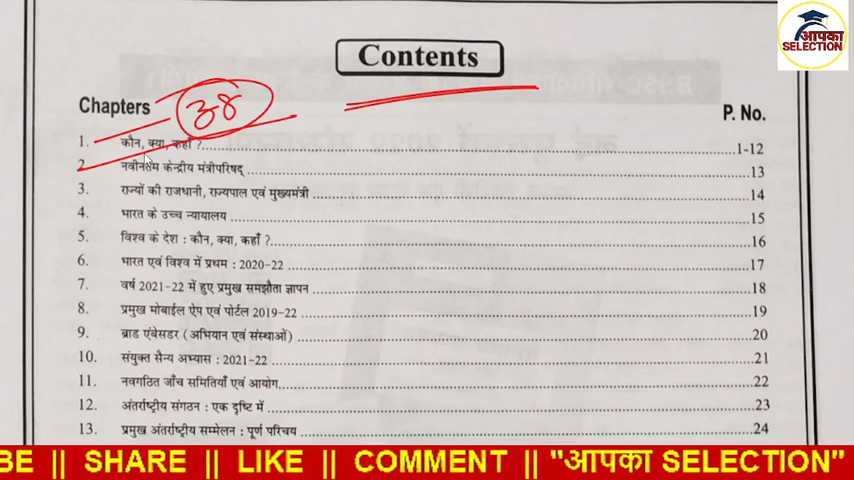 आपका
SELECTION
Contents
Chapters
38
P. No.
1. कौन, क्या, कहाँ ?..........1-12
2. नवीनतम केन्द्रीय मंत्रीपरिषद्..........13
3. राज्यों की राजधानी, राज्यपाल एवं मुख्यमंत्री..........14
4. भारत के उच्च न्यायालय..........15
5. विश्व के देश : कौन, क्या, कहाँ ?..........16
6. भारत एवं विश्व में प्रथम : 2020-22..........17
7. वर्ष 2021-22 में हुए प्रमुख समझौता ज्ञापन..........18
8. प्रमुख मोबाईल ऐप एवं पोर्टल 2019-22..........19
9. ब्राड एंबेसडर (अभियान एवं संस्थाओं)..........20
10. संयुक्त सैन्य अभ्यास : 2021-22..........21
11. नवगठित जाँच समितियाँ एवं आयोग..........22
12. अंतर्राष्ट्रीय संगठन : एक दृष्टि में..........23
13. प्रमुख अंतर्राष्ट्रीय सम्मेलन : पूर्ण परिचय..........24
BE || SHARE || LIKE || COMMENT || "आपका SELECTION"